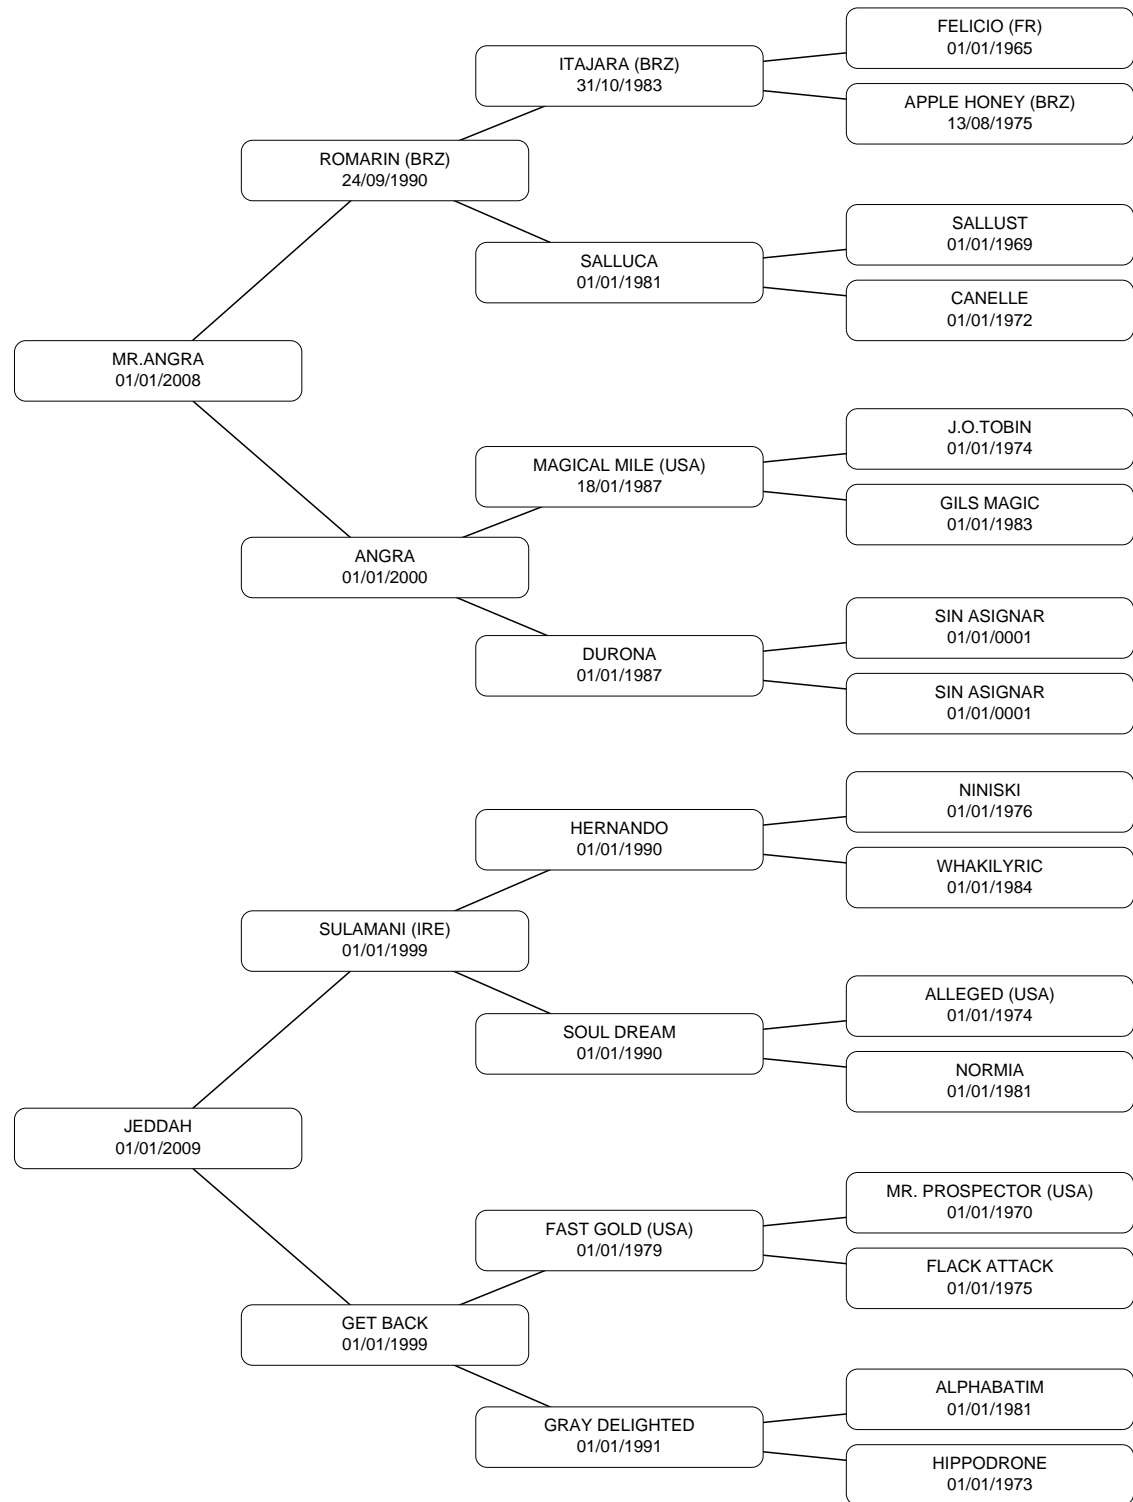 FELICIO (FR)
01/01/1965
ITAJARA (BRZ)
31/10/1983
APPLE HONEY (BRZ)
13/08/1975
ROMARIN (BRZ)
24/09/1990
SALLUST
01/01/1969
SALLUCA
01/01/1981
CANELLE
01/01/1972
MR.ANGRA
01/01/2008
J.O.TOBIN
01/01/1974
MAGICAL MILE (USA)
18/01/1987
GILS MAGIC
01/01/1983
ANGRA
01/01/2000
SIN ASIGNAR
01/01/0001
DURONA
01/01/1987
SIN ASIGNAR
01/01/0001
NINISKI
01/01/1976
HERNANDO
01/01/1990
WHAKILYRIC
01/01/1984
SULAMANI (IRE)
01/01/1999
ALLEGED (USA)
01/01/1974
SOUL DREAM
01/01/1990
NORMIA
01/01/1981
JEDDAH
01/01/2009
MR. PROSPECTOR (USA)
01/01/1970
FAST GOLD (USA)
01/01/1979
FLACK ATTACK
01/01/1975
GET BACK
01/01/1999
ALPHABATIM
01/01/1981
GRAY DELIGHTED
01/01/1991
HIPPODRONE
01/01/1973